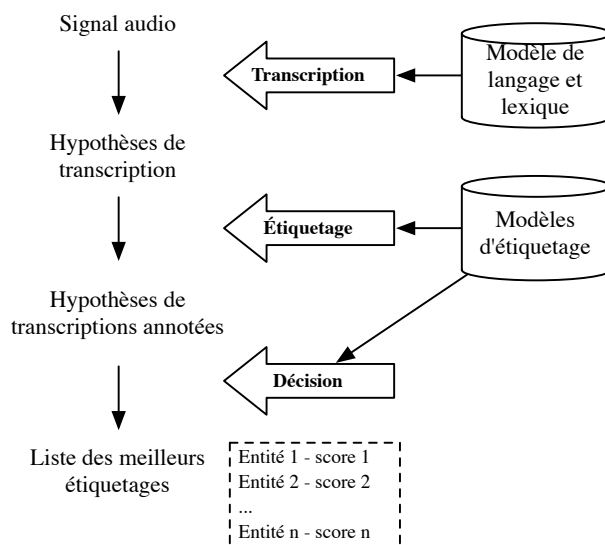 Signal audio
Transcription
Modèle de
langage et
lexique
Hypothèses de
transcription
Étiquetage
Modèles
d'étiquetage
Hypothèses de
transcriptions annotées
Décision
Liste des meilleurs
étiquetages
Entité 1 - score 1
Entité 2 - score 2
...
Entité n - score n